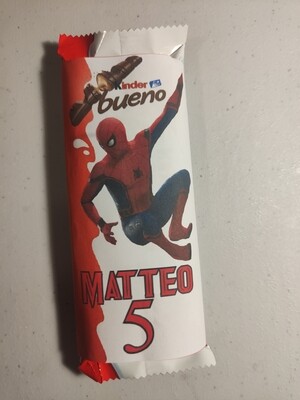 Kinder
bueno
MATTEO
5